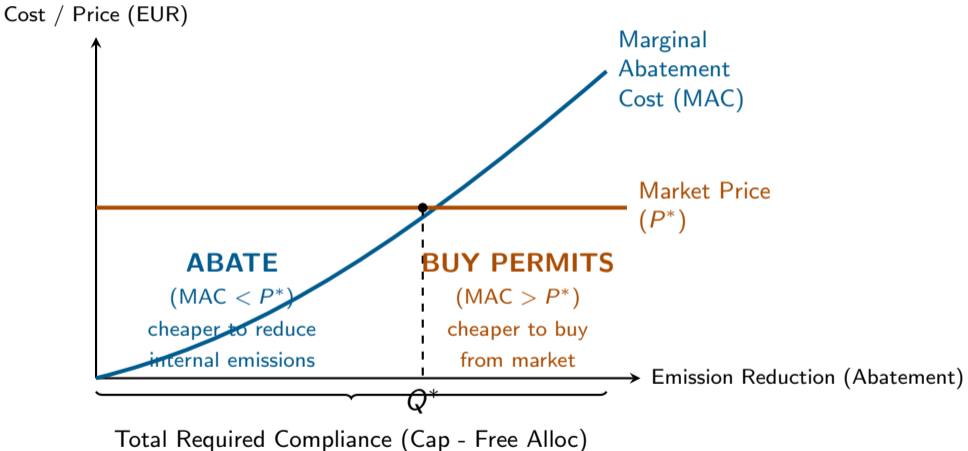 Cost / Price (EUR)
Marginal
Abatement
Cost (MAC)
Market Price
(P*)
ABATE
(MAC < P*)
cheaper to reduce
internal emissions
BUY PERMITS
(MAC > P*)
cheaper to buy
from market
Emission Reduction (Abatement)
Q*
Total Required Compliance (Cap - Free Alloc)